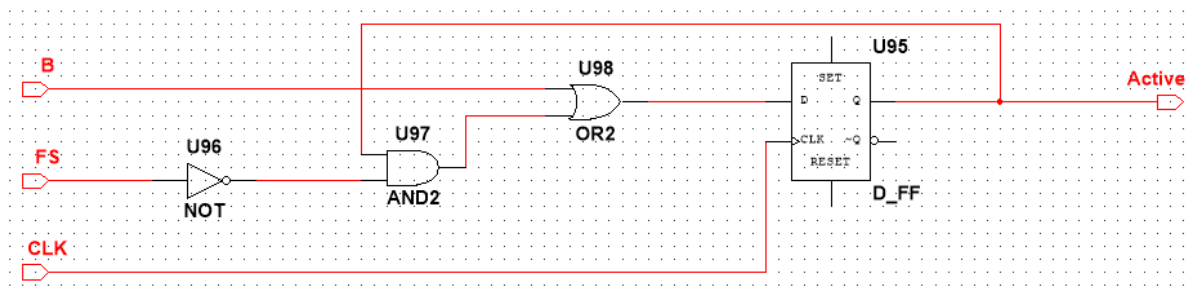 U95
B
U98
SET
Active
D
Q
OR2
U97
CLK
~Q
U96
FS
RESET
AND2
D_FF
NOT
CLK